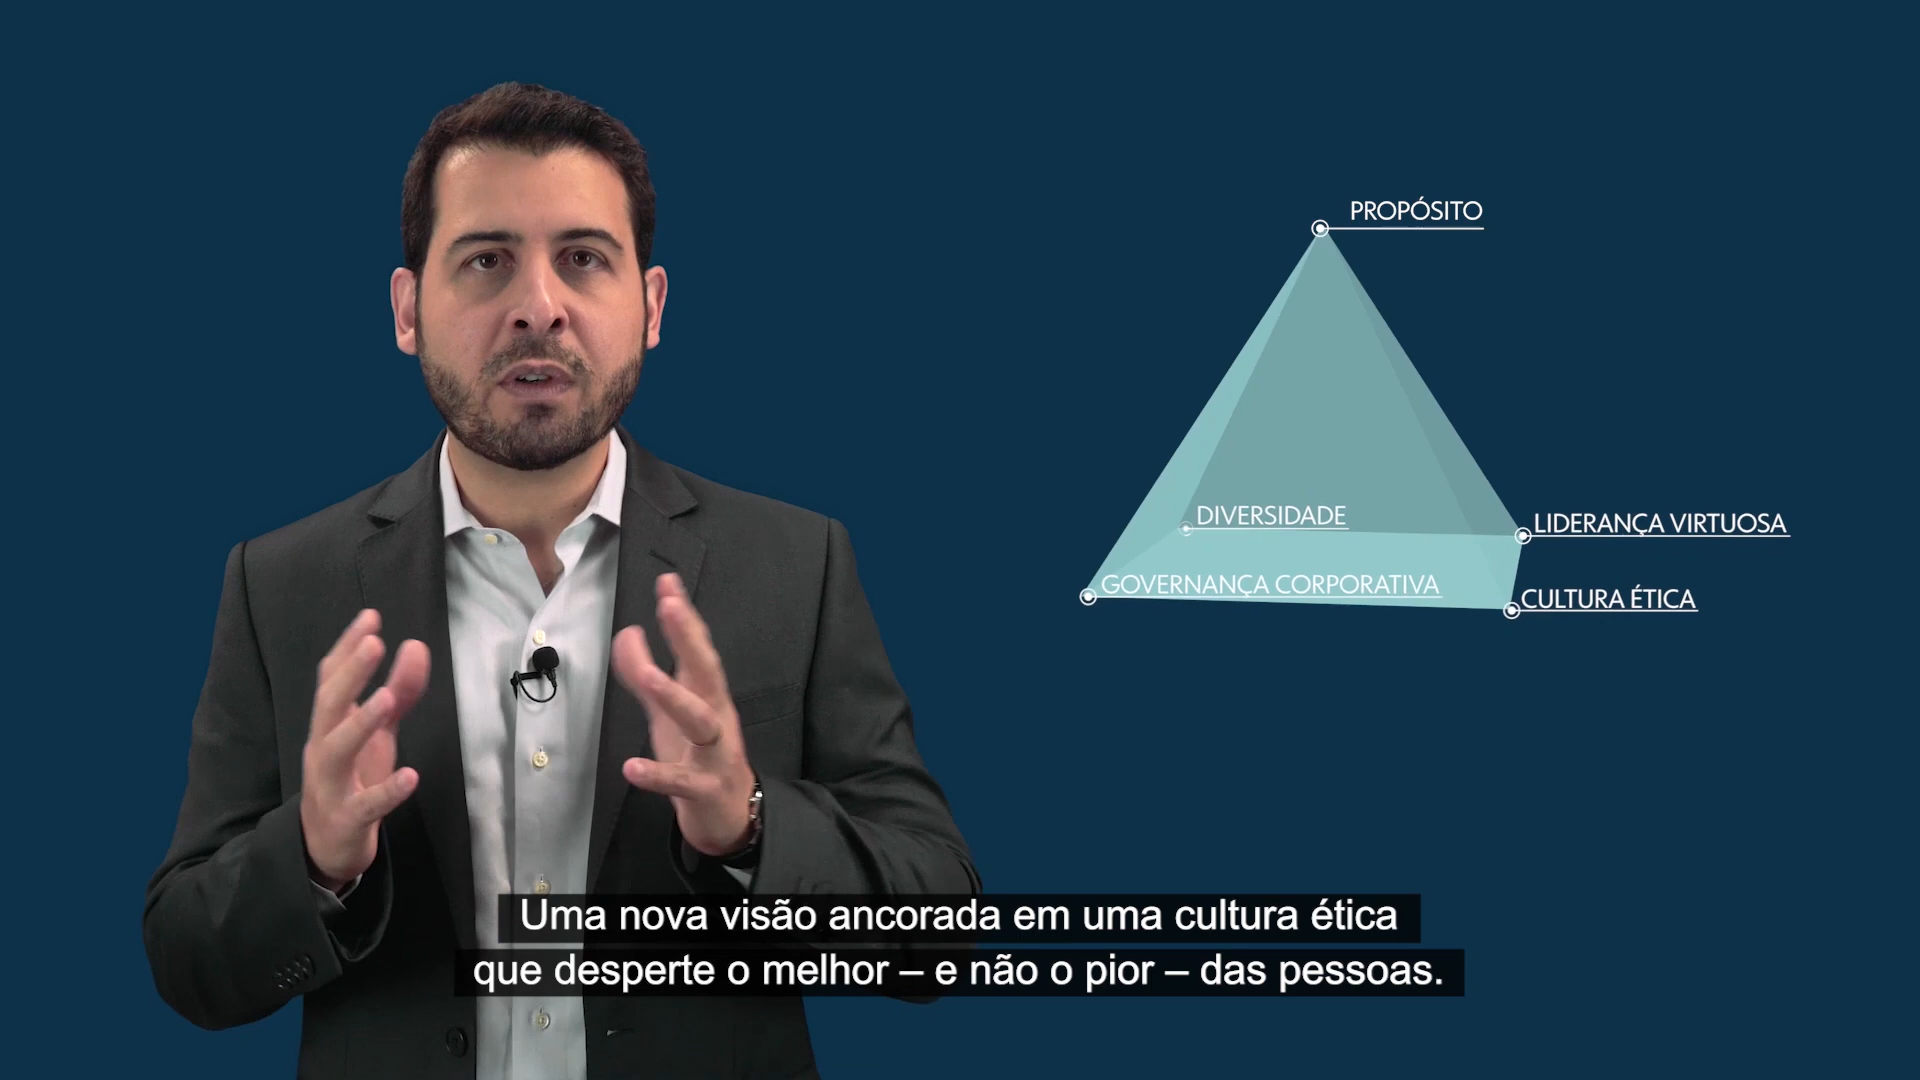 PROPÓSITO
DIVERSIDADE
LIDERANÇA VIRTUOSA
GOVERNANÇA CORPORATIVA
CULTURA ÉTICA
Uma nova visão ancorada em uma cultura ética
que desperte o melhor – e não o pior – das pessoas.